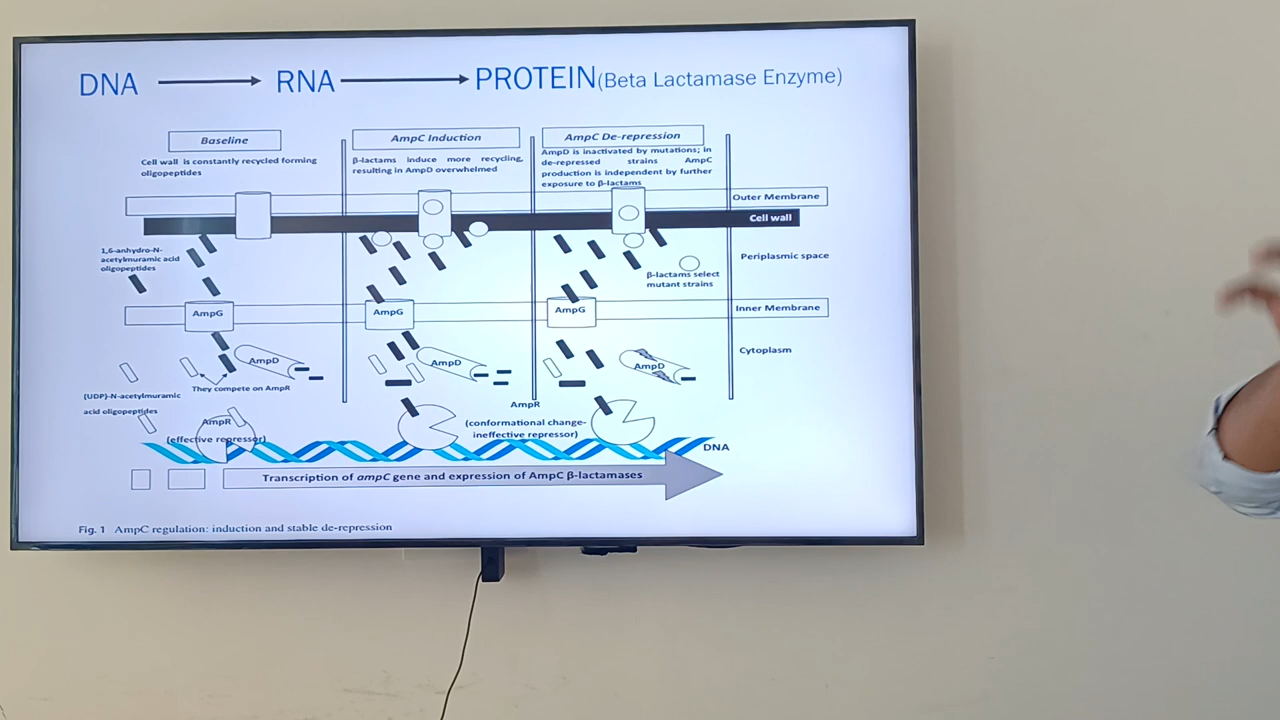 DNA → RNA → PROTEIN(Beta Lactamase Enzyme)
Baseline
Cell wall is constantly recycled forming
oligopeptides
AmpC Induction
β-lactams induce more recycling,
resulting in AmpD overwhelmed
AmpC De-repression
AmpD is inactivated by mutations; in
de-repressed strains AmpC
production is independent by further
exposure to β-lactams
Outer Membrane
Cell wall
1,6-anhydro-N-
acetylmuramic acid
oligopeptides
Periplasmic space
β-lactams select
mutant strains
AmpG
AmpG
AmpG
Inner Membrane
Cytoplasm
AmpD
AmpD
AmpD
They compete on AmpR
(UDP)-N-acetylmuramic
acid oligopeptides
AmpR
(effective repressor)
AmpR
(conformational change-
ineffective repressor)
DNA
Transcription of ampC gene and expression of AmpC β-lactamases
Fig. 1 AmpC regulation: induction and stable de-repression